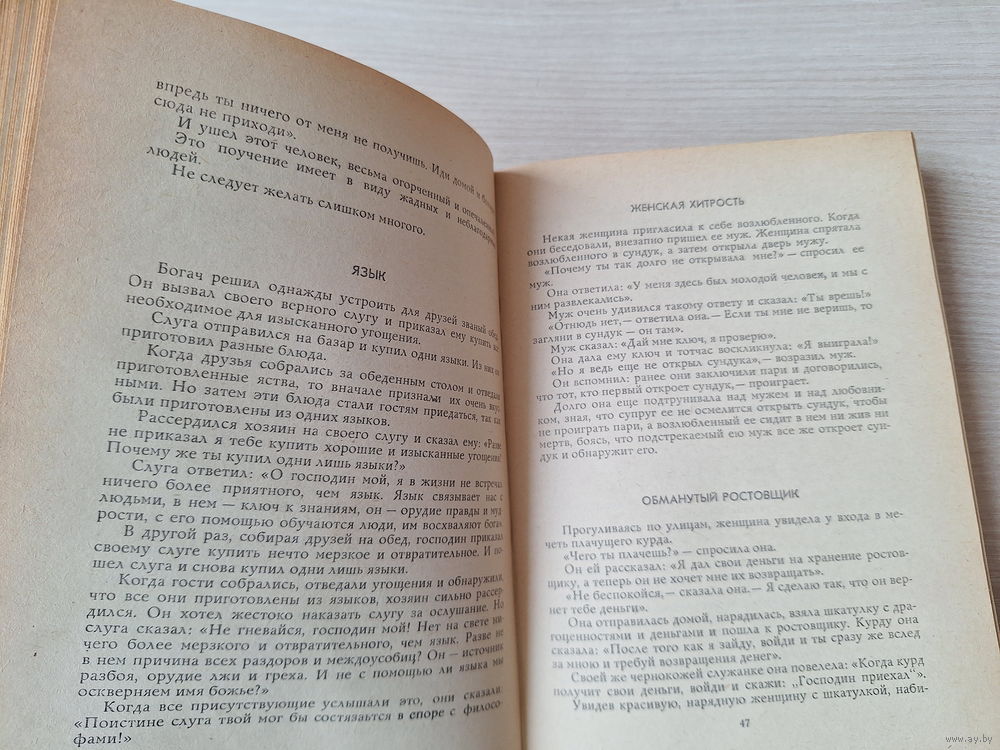 впредь ты ничего от меня не получишь. Иди домой и больше
сюда не приходи».
И ушел этот человек, весьма огорченный и опечаленный.
Это поучение имеет в виду жадных и неблагодарных
людей.
Не следует желать слишком многого.
ЯЗЫК
Богач решил однажды устроить для друзей званый обед.
Он вызвал своего верного слугу и приказал ему купить все
необходимое для изысканного угощения.
Слуга отправился на базар и купил одни языки. Из них он
приготовил разные блюда.
Когда друзья собрались за обеденным столом и отведали
приготовленные яства, то вначале признали их очень вкус-
ными. Но затем эти блюда стали гостям приедаться, так как
были приготовлены из одних языков.
Рассердился хозяин на своего слугу и сказал ему: «Разве
не приказал я тебе купить хорошие и изысканные угощения?
Почему же ты купил одни лишь языки?»
Слуга ответил: «О господин мой, я в жизни не встречал
ничего более приятного, чем язык. Язык связывает нас с
людьми, в нем — ключ к знаниям, он — орудие правды и муд-
рости, с его помощью обучаются люди, им восхваляют бога».
В другой раз, собирая друзей на обед, господин приказал
своему слуге купить нечто мерзкое и отвратительное. И по-
шел слуга и снова купил одни лишь языки.
Когда гости собрались, отведали угощения и обнаружили,
что все они приготовлены из языков, хозяин сильно рассер-
дился. Он хотел жестоко наказать слугу за ослушание. Но
слуга сказал: «Не гневайся, господин мой! Нет на свете ни-
чего более мерзкого и отвратительного, чем язык. Разве не
в нем причина всех раздоров и междоусобиц? Он — источник
разбоя, орудие лжи и греха. И не с помощью ли языка мы
оскверняем имя божье?»
Когда все присутствующие услышали это, они сказали:
«Поистине слуга твой мог бы состязаться в споре с филосо-
фами!»
ЖЕНСКАЯ ХИТРОСТЬ
Некая женщина пригласила к себе возлюбленного. Когда
они беседовали, внезапно пришел ее муж. Женщина спрятала
возлюбленного в сундук, а затем открыла дверь мужу.
«Почему ты так долго не открывала мне?» — спросил ее
муж.
Она ответила: «У меня здесь был молодой человек, и мы с
ним развлекались».
Муж очень удивился такому ответу и сказал: «Ты врешь!»
«Отнюдь нет,— ответила она.— Если ты мне не веришь, то
загляни в сундук — он там».
Муж сказал: «Дай мне ключ, я проверю».
Она дала ему ключ и тотчас воскликнула: «Я выиграла!»
«Но я ведь еще не открыл сундука»,— возразил муж.
Он вспомнил: ранее они заключили пари и договорились,
что тот, кто первый откроет сундук,— проиграет.
Долго она еще подтрунивала над мужем и над любовни-
ком, зная, что супруг ее не осмелится открыть сундук, чтобы
не проиграть пари, а возлюбленный ее сидит в нем ни жив ни
мертв, боясь, что подстрекаемый ею муж все же откроет сун-
дук и обнаружит его.
ОБМАНУТЫЙ РОСТОВЩИК
Прогуливаясь по улицам, женщина увидела у входа в ме-
четь плачущего курда.
«Чего ты плачешь?» — спросила она.
Он ей рассказал: «Я дал свои деньги на хранение ростов-
щику, а теперь он не хочет мне их возвращать».
«Не беспокойся,— сказала она.— Я сделаю так, что он вер-
нет тебе деньги».
Она отправилась домой, нарядилась, взяла шкатулку с дра-
гоценностями и деньгами и пошла к ростовщику. Курду она
сказала: «После того как я зайду, войди и ты сразу же вслед
за мною и требуй возвращения денег».
Своей же чернокожей служанке она повелела: «Когда курд
получит свои деньги, войди и скажи: „Господин приехал“».
Увидев красивую, нарядную женщину с шкатулкой, наби-
47
www.ay.by